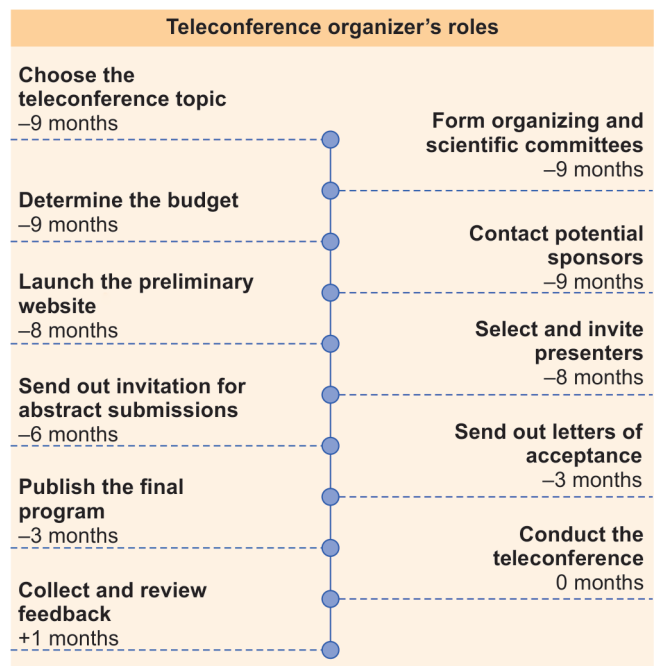 Teleconference organizer’s roles
Choose the
teleconference topic
–9 months
Form organizing and
scientific committees
–9 months
Determine the budget
–9 months
Contact potential
sponsors
–9 months
Launch the preliminary
website
–8 months
Select and invite
presenters
–8 months
Send out invitation for
abstract submissions
–6 months
Send out letters of
acceptance
–3 months
Publish the final
program
–3 months
Conduct the
teleconference
0 months
Collect and review
feedback
+1 months